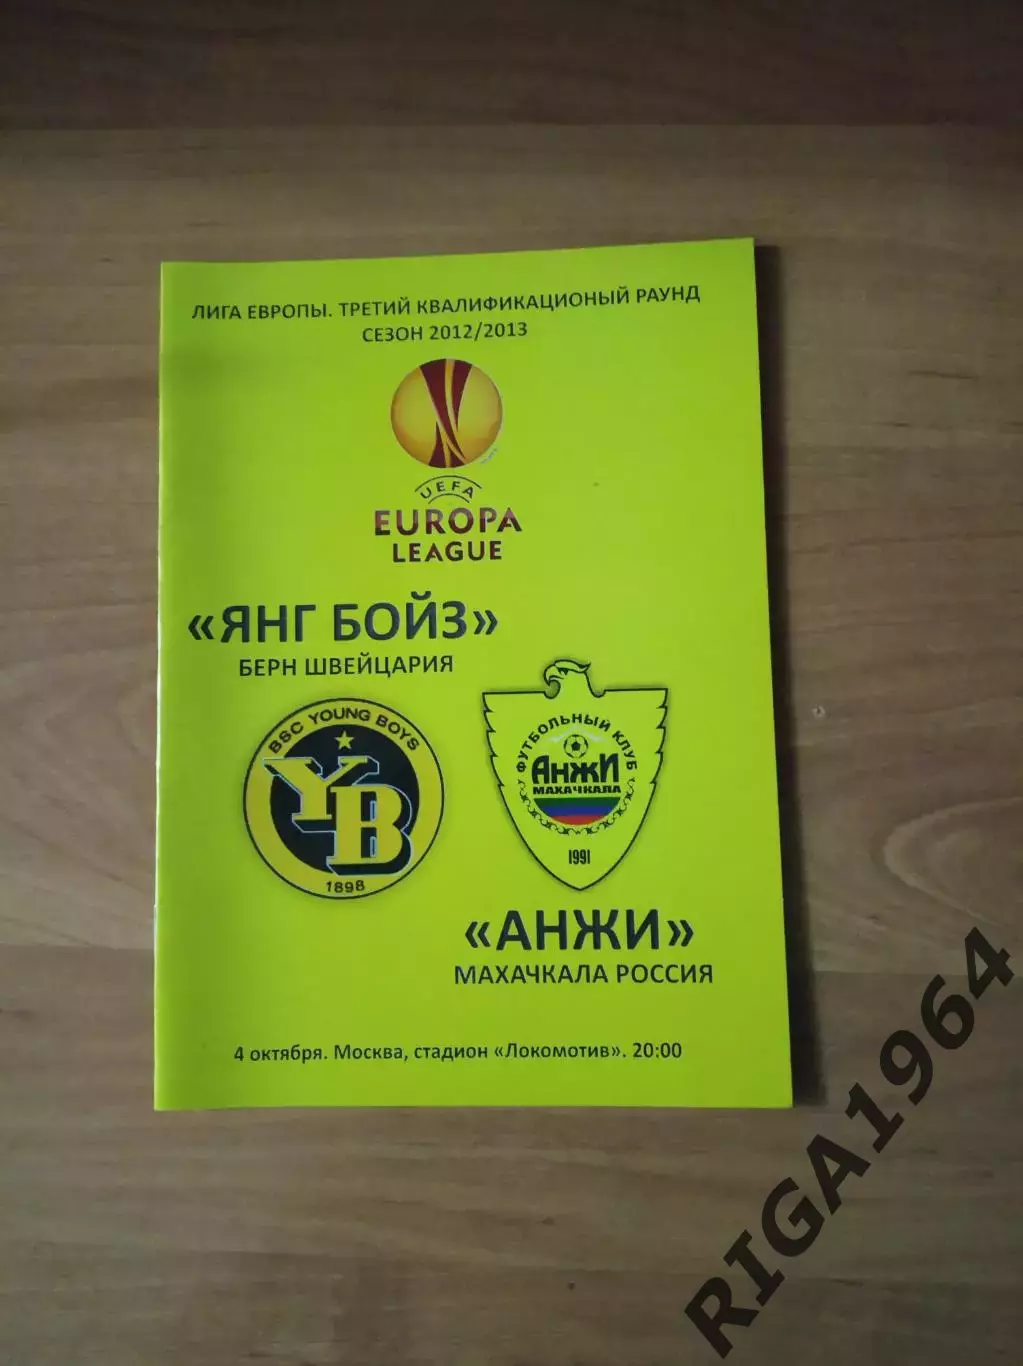 ЛИГА ЕВРОПЫ. ТРЕТИЙ КВАЛИФИКАЦИОНЫЙ РАУНД
СЕЗОН 2012/2013
UEFA
EUROPA
LEAGUE
«ЯНГ БОЙЗ»
БЕРН ШВЕЙЦАРИЯ
BSC YOUNG BOYS
YB
1898
ФУТБОЛЬНЫЙ КЛУБ
АНЖИ
МАХАЧКАЛА
1991
«АНЖИ»
МАХАЧКАЛА РОССИЯ
4 октября. Москва, стадион «Локомотив». 20:00
RIGA1964